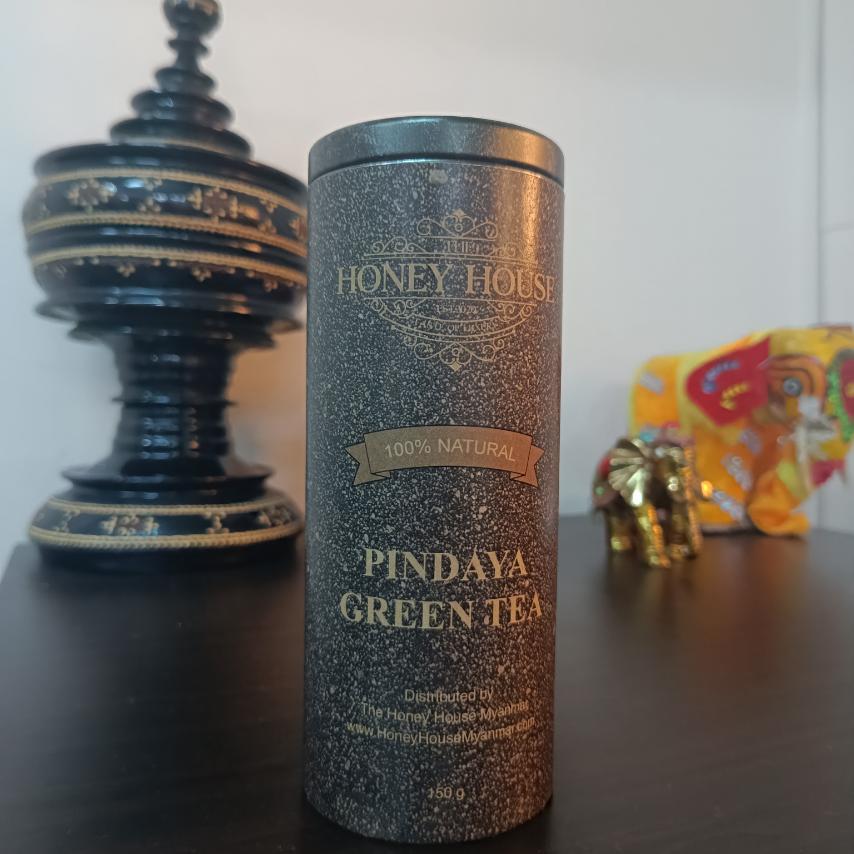 THE
HONEY HOUSE
100% NATURAL
PINDAYA
GREEN TEA
Distributed by
The Honey House Myanmar
www.HoneyHouseMyanmar.com
150 g